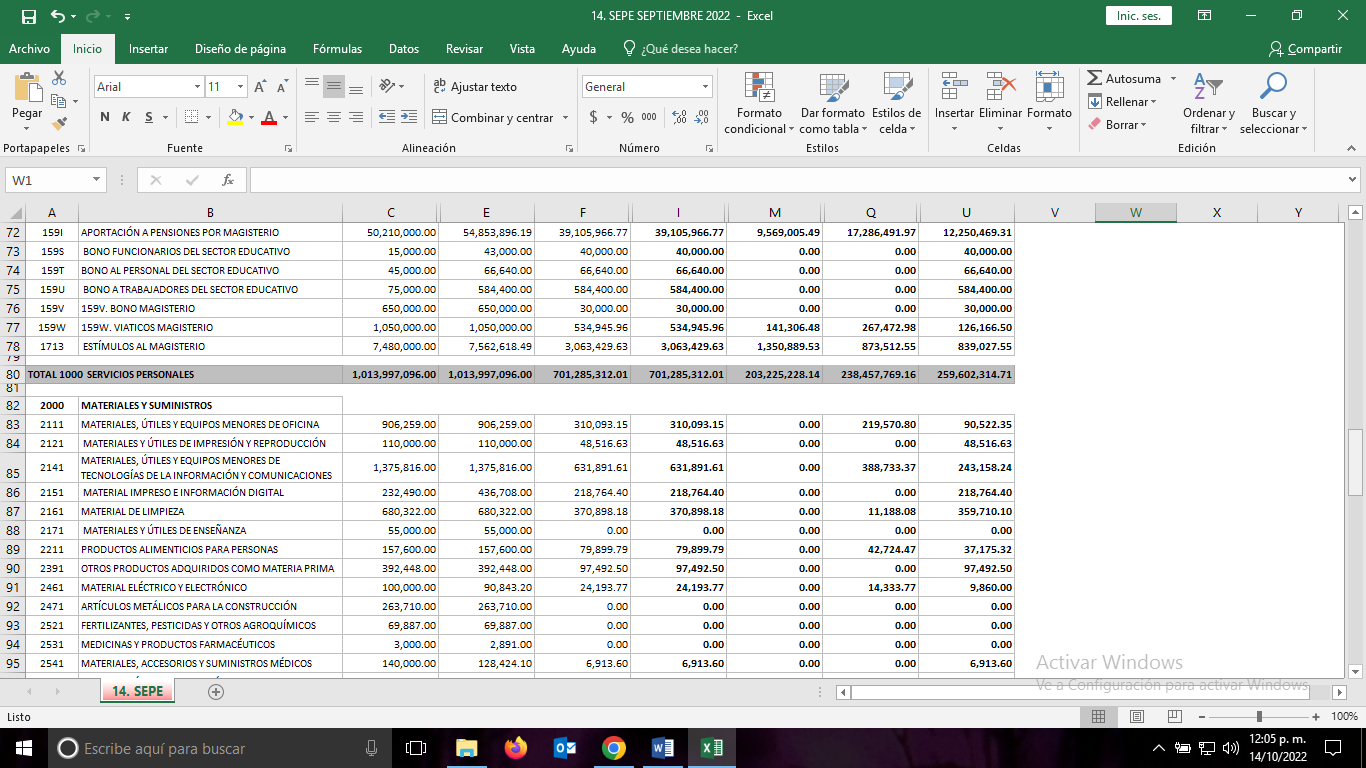 14. SEPE SEPTIEMBRE 2022 - Excel
Inic. ses.
Archivo Inicio Insertar Diseño de página Fórmulas Datos Revisar Vista Ayuda ¿Qué desea hacer? Compartir
Pegar
Arial 11
N K S
Ajustar texto
Combinar y centrar
General
$ % 000
Formato condicional
Dar formato como tabla
Estilos de celda
Insertar Eliminar Formato
Autosuma
Rellenar
Borrar
Ordenar y filtrar
Buscar y seleccionar
Portapapeles Fuente Alineación Número Estilos Celdas Edición
W1 fx
A B C E F I M Q U V W X Y
72 159I APORTACIÓN A PENSIONES POR MAGISTERIO 50,210,000.00 54,853,896.19 39,105,966.77 39,105,966.77 9,569,005.49 17,286,491.97 12,250,469.31
73 159S BONO FUNCIONARIOS DEL SECTOR EDUCATIVO 15,000.00 43,000.00 40,000.00 40,000.00 0.00 0.00 40,000.00
74 159T BONO AL PERSONAL DEL SECTOR EDUCATIVO 45,000.00 66,640.00 66,640.00 66,640.00 0.00 0.00 66,640.00
75 159U BONO A TRABAJADORES DEL SECTOR EDUCATIVO 75,000.00 584,400.00 584,400.00 584,400.00 0.00 0.00 584,400.00
76 159V 159V. BONO MAGISTERIO 650,000.00 650,000.00 30,000.00 30,000.00 0.00 0.00 30,000.00
77 159W 159W. VIATICOS MAGISTERIO 1,050,000.00 1,050,000.00 534,945.96 534,945.96 141,306.48 267,472.98 126,166.50
78 1713 ESTÍMULOS AL MAGISTERIO 7,480,000.00 7,562,618.49 3,063,429.63 3,063,429.63 1,350,889.53 873,512.55 839,027.55
79
80 TOTAL 1000 SERVICIOS PERSONALES 1,013,997,096.00 1,013,997,096.00 701,285,312.01 701,285,312.01 203,225,228.14 238,457,769.16 259,602,314.71
81
82 2000 MATERIALES Y SUMINISTROS
83 2111 MATERIALES, ÚTILES Y EQUIPOS MENORES DE OFICINA 906,259.00 906,259.00 310,093.15 310,093.15 0.00 219,570.80 90,522.35
84 2121 MATERIALES Y ÚTILES DE IMPRESIÓN Y REPRODUCCIÓN 110,000.00 110,000.00 48,516.63 48,516.63 0.00 0.00 48,516.63
85 2141 MATERIALES, ÚTILES Y EQUIPOS MENORES DE
TECNOLOGÍAS DE LA INFORMACIÓN Y COMUNICACIONES 1,375,816.00 1,375,816.00 631,891.61 631,891.61 0.00 388,733.37 243,158.24
86 2151 MATERIAL IMPRESO E INFORMACIÓN DIGITAL 232,490.00 436,708.00 218,764.40 218,764.40 0.00 0.00 218,764.40
87 2161 MATERIAL DE LIMPIEZA 680,322.00 680,322.00 370,898.18 370,898.18 0.00 11,188.08 359,710.10
88 2171 MATERIALES Y ÚTILES DE ENSEÑANZA 55,000.00 55,000.00 0.00 0.00 0.00 0.00 0.00
89 2211 PRODUCTOS ALIMENTICIOS PARA PERSONAS 157,600.00 157,600.00 79,899.79 79,899.79 0.00 42,724.47 37,175.32
90 2391 OTROS PRODUCTOS ADQUIRIDOS COMO MATERIA PRIMA 392,448.00 392,448.00 97,492.50 97,492.50 0.00 0.00 97,492.50
91 2461 MATERIAL ELÉCTRICO Y ELECTRÓNICO 100,000.00 90,843.20 24,193.77 24,193.77 0.00 14,333.77 9,860.00
92 2471 ARTÍCULOS METÁLICOS PARA LA CONSTRUCCIÓN 263,710.00 263,710.00 0.00 0.00 0.00 0.00 0.00
93 2521 FERTILIZANTES, PESTICIDAS Y OTROS AGROQUÍMICOS 69,887.00 69,887.00 0.00 0.00 0.00 0.00 0.00
94 2531 MEDICINAS Y PRODUCTOS FARMACÉUTICOS 3,000.00 2,891.00 0.00 0.00 0.00 0.00 0.00
95 2541 MATERIALES, ACCESORIOS Y SUMINISTROS MÉDICOS 140,000.00 128,424.10 6,913.60 6,913.60 0.00 0.00 6,913.60
Activar Windows
Ve a Configuración para activar Windows.
14. SEPE
Listo 100%
Escribe aquí para buscar
12:05 p. m.
14/10/2022